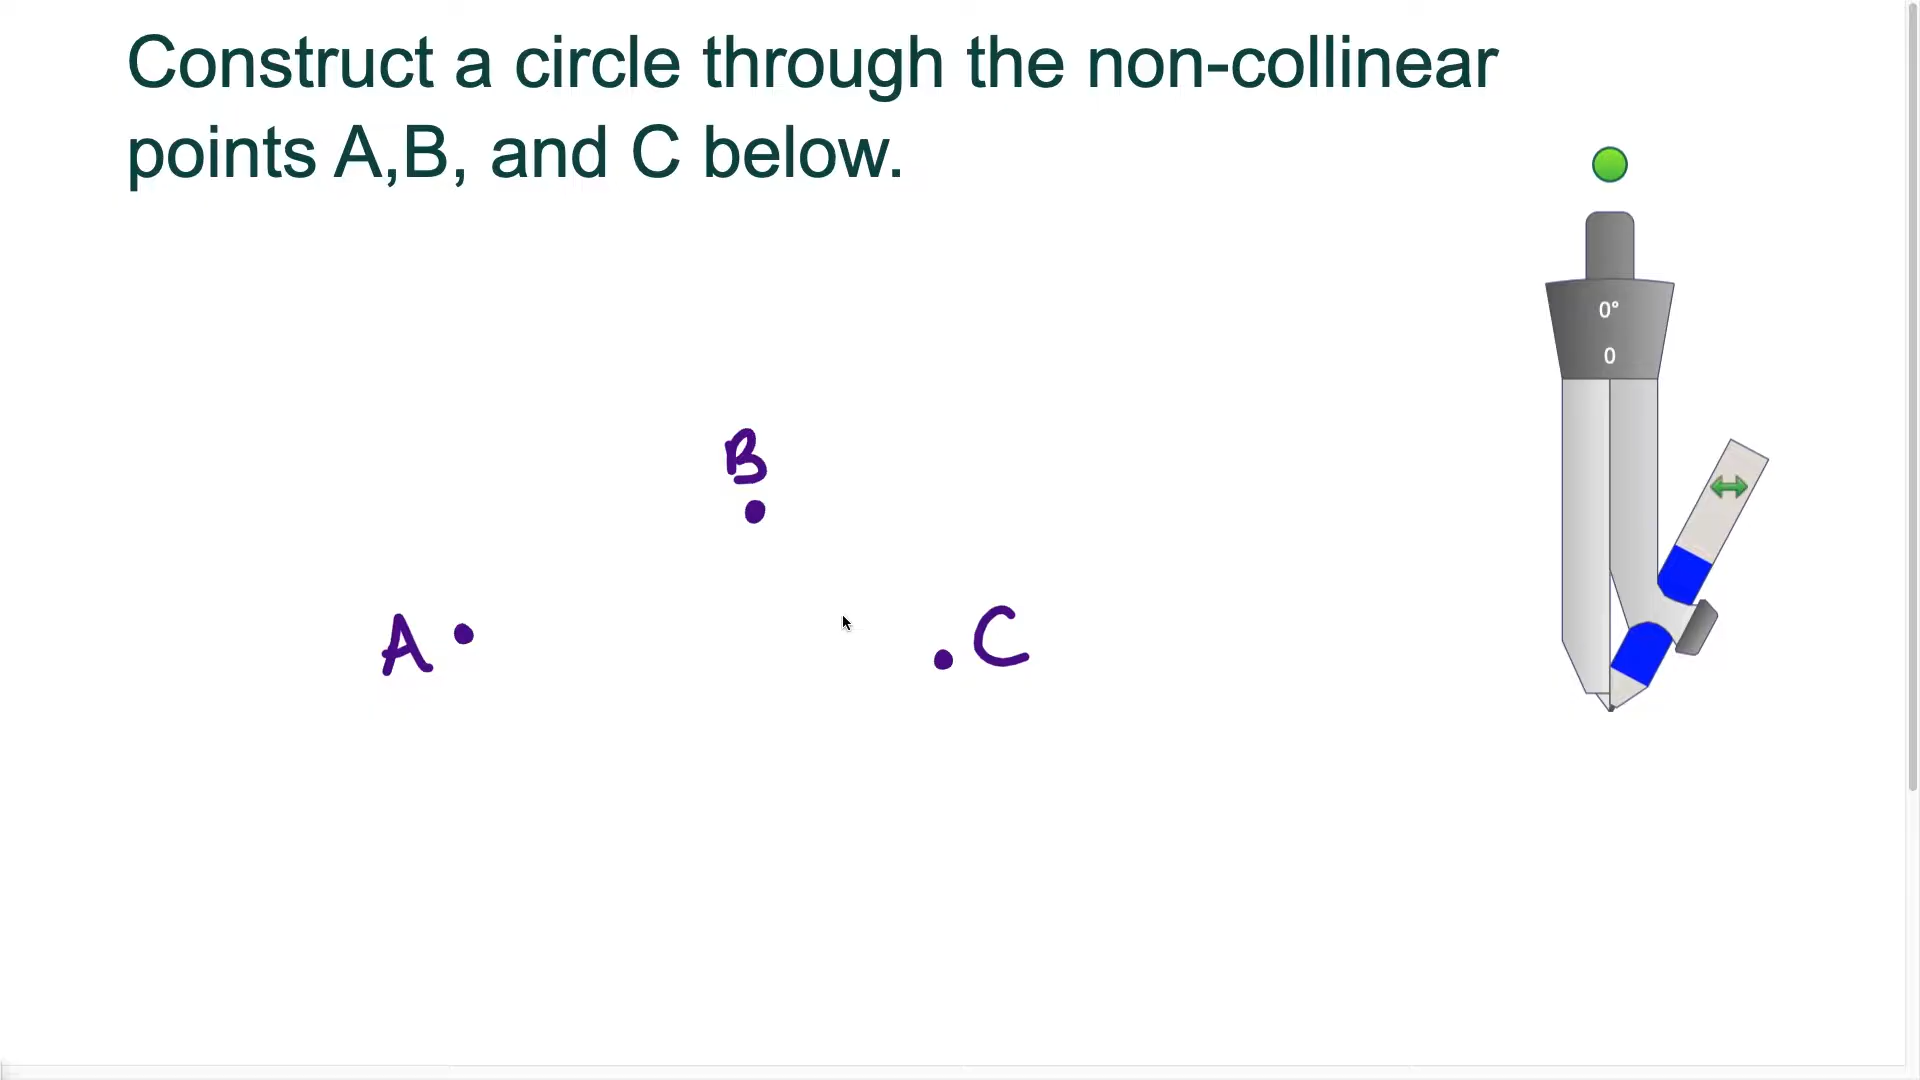 Construct a circle through the non-collinear
points A,B, and C below.
0°
0
B
A
C